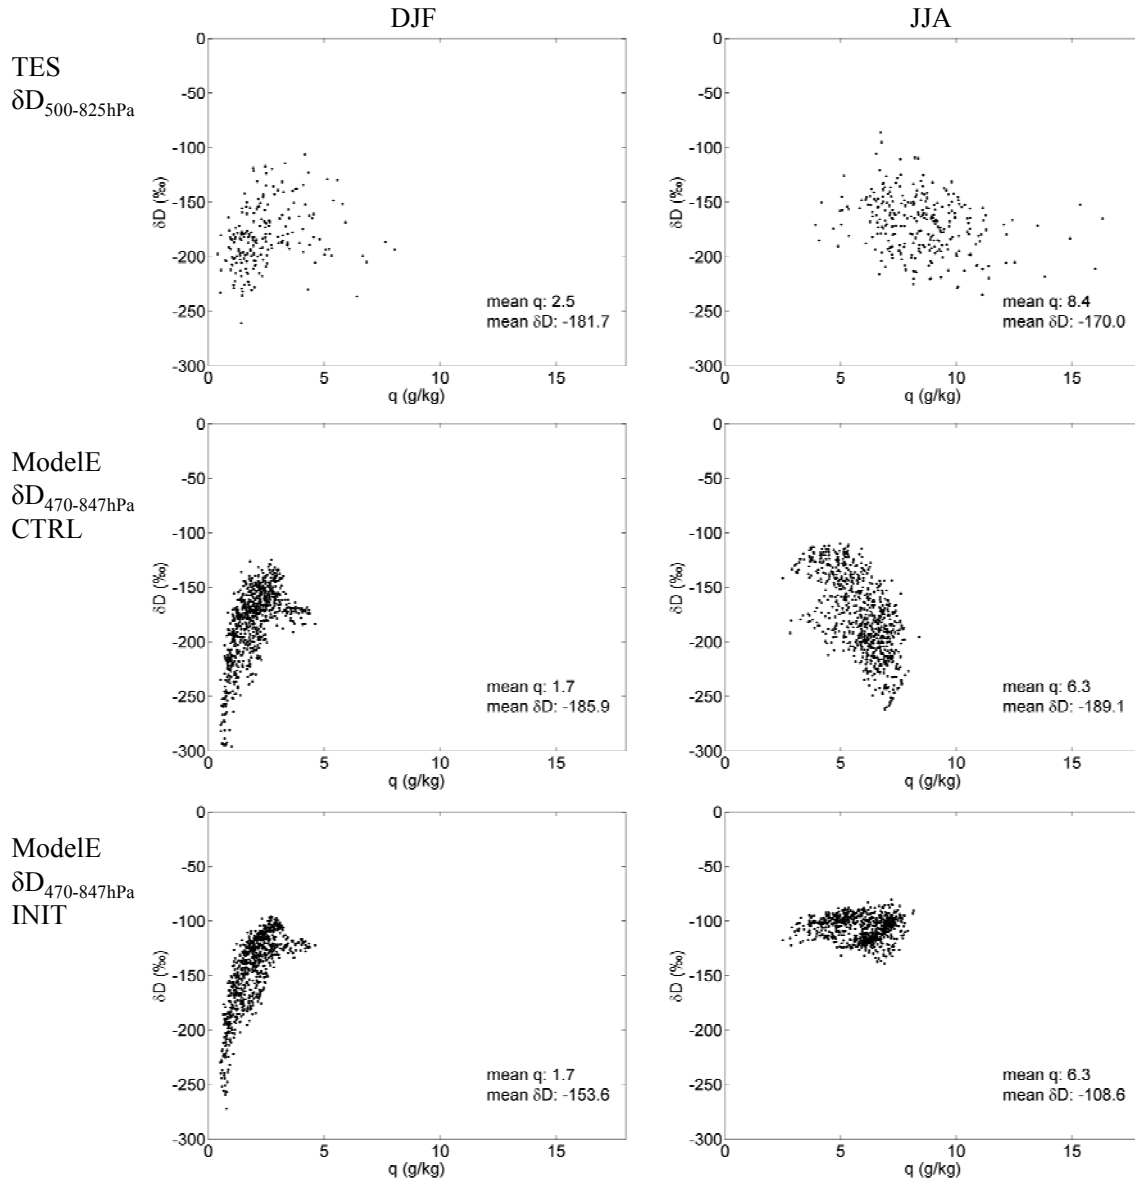 DJF
JJA
TES
δD500-825hPa
0
-50
-100
-150
-200
-250
-300
δD (‰)
0
5
10
15
q (g/kg)
mean q: 2.5
mean δD: -181.7
0
-50
-100
-150
-200
-250
-300
δD (‰)
0
5
10
15
q (g/kg)
mean q: 8.4
mean δD: -170.0
ModelE
δD470-847hPa
CTRL
0
-50
-100
-150
-200
-250
-300
δD (‰)
0
5
10
15
q (g/kg)
mean q: 1.7
mean δD: -185.9
0
-50
-100
-150
-200
-250
-300
δD (‰)
0
5
10
15
q (g/kg)
mean q: 6.3
mean δD: -189.1
ModelE
δD470-847hPa
INIT
0
-50
-100
-150
-200
-250
-300
δD (‰)
0
5
10
15
q (g/kg)
mean q: 1.7
mean δD: -153.6
0
-50
-100
-150
-200
-250
-300
δD (‰)
0
5
10
15
q (g/kg)
mean q: 6.3
mean δD: -108.6